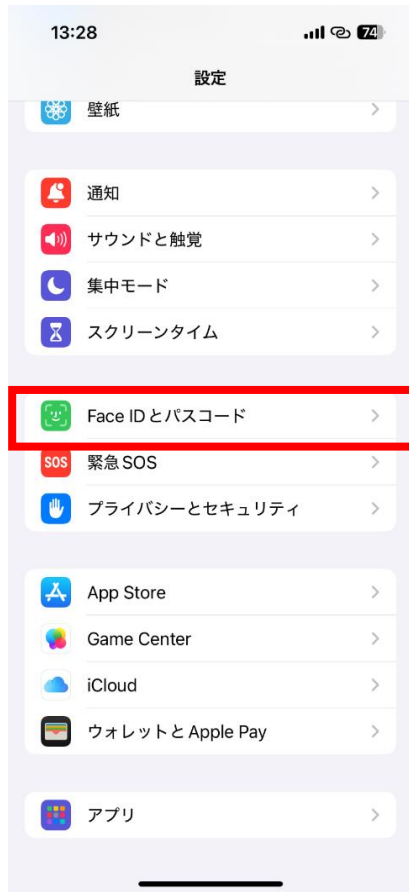 13:28
74
設定
壁紙
通知
サウンドと触覚
集中モード
スクリーンタイム
Face IDとパスコード
SOS 緊急SOS
プライバシーとセキュリティ
App Store
Game Center
iCloud
ウォレットとApple Pay
アプリ